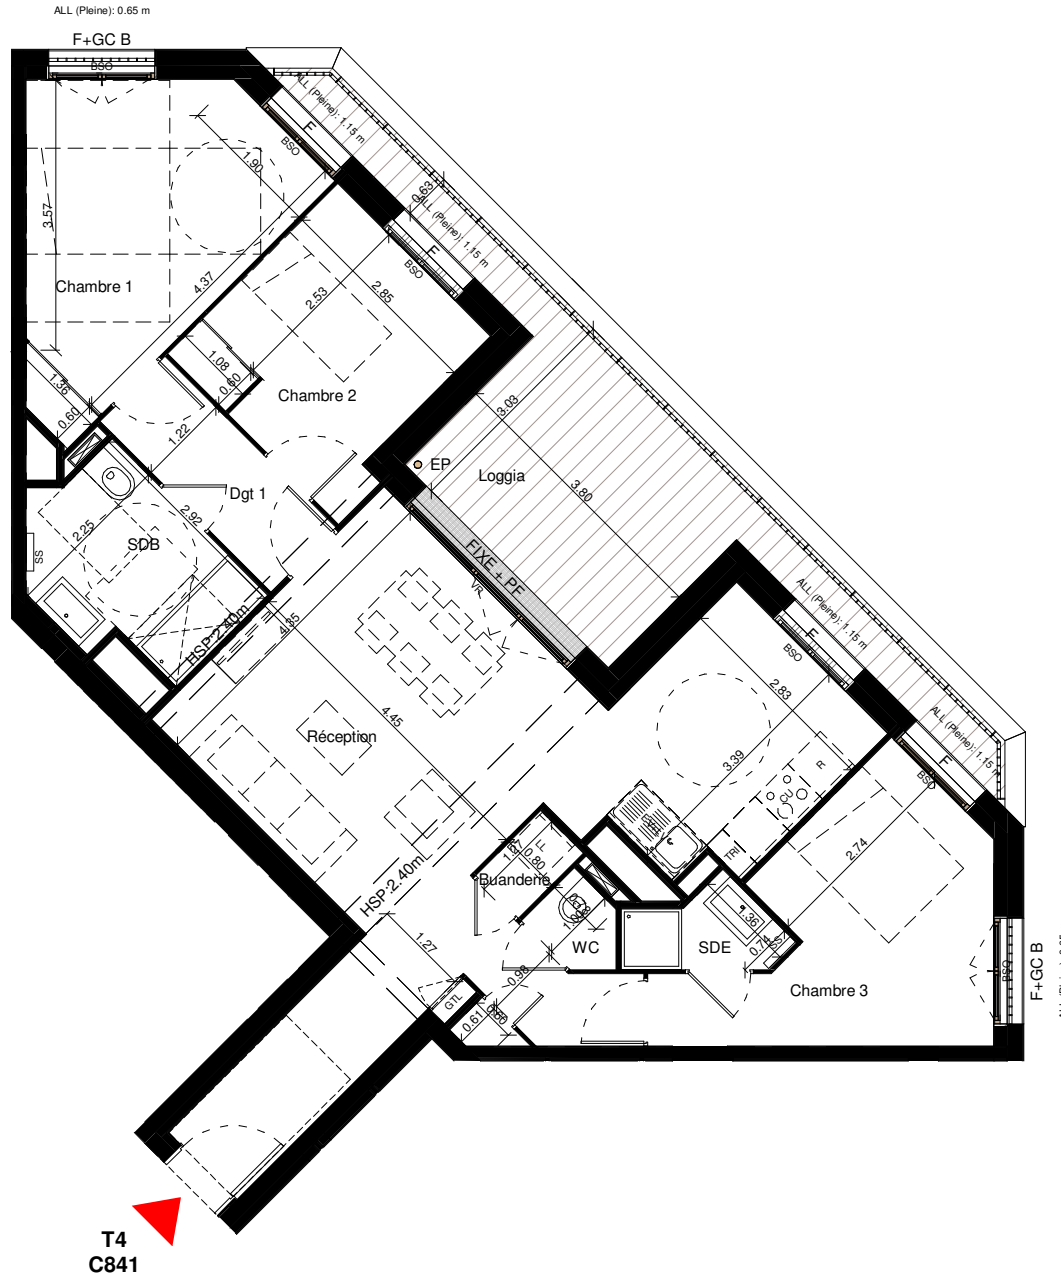 ALL (Pleine): 0.65 m
F+GC B
BSO
ALL (Pleine): 1.15 m
F
BSO
1.90
3.57
.63
ALL (Pleine): 1.15 m
F
BSO
Chambre 1
4.37
2.53
2.85
1.08
0.60
Chambre 2
1.36
0.60
1.22
3.03
EP
Loggia
3.80
Dgt 1
2.92
2.25
SDB
SS
FIXE + PF
VR
HSP:2.40m
4.35
ALL (Pleine): 1.15 m
F
BSO
4.45
Réception
2.83
3.39
ALL (Pleine): 1.15 m
F
BSO
R
CU
TRI
2.74
LL
0.80
Buanderie
HSP:2.40m
1.36
0.74
SS
WC
SDE
1.27
0.98
GTL
0.61
0.60
Chambre 3
BSO
F+GC B
T4
C841